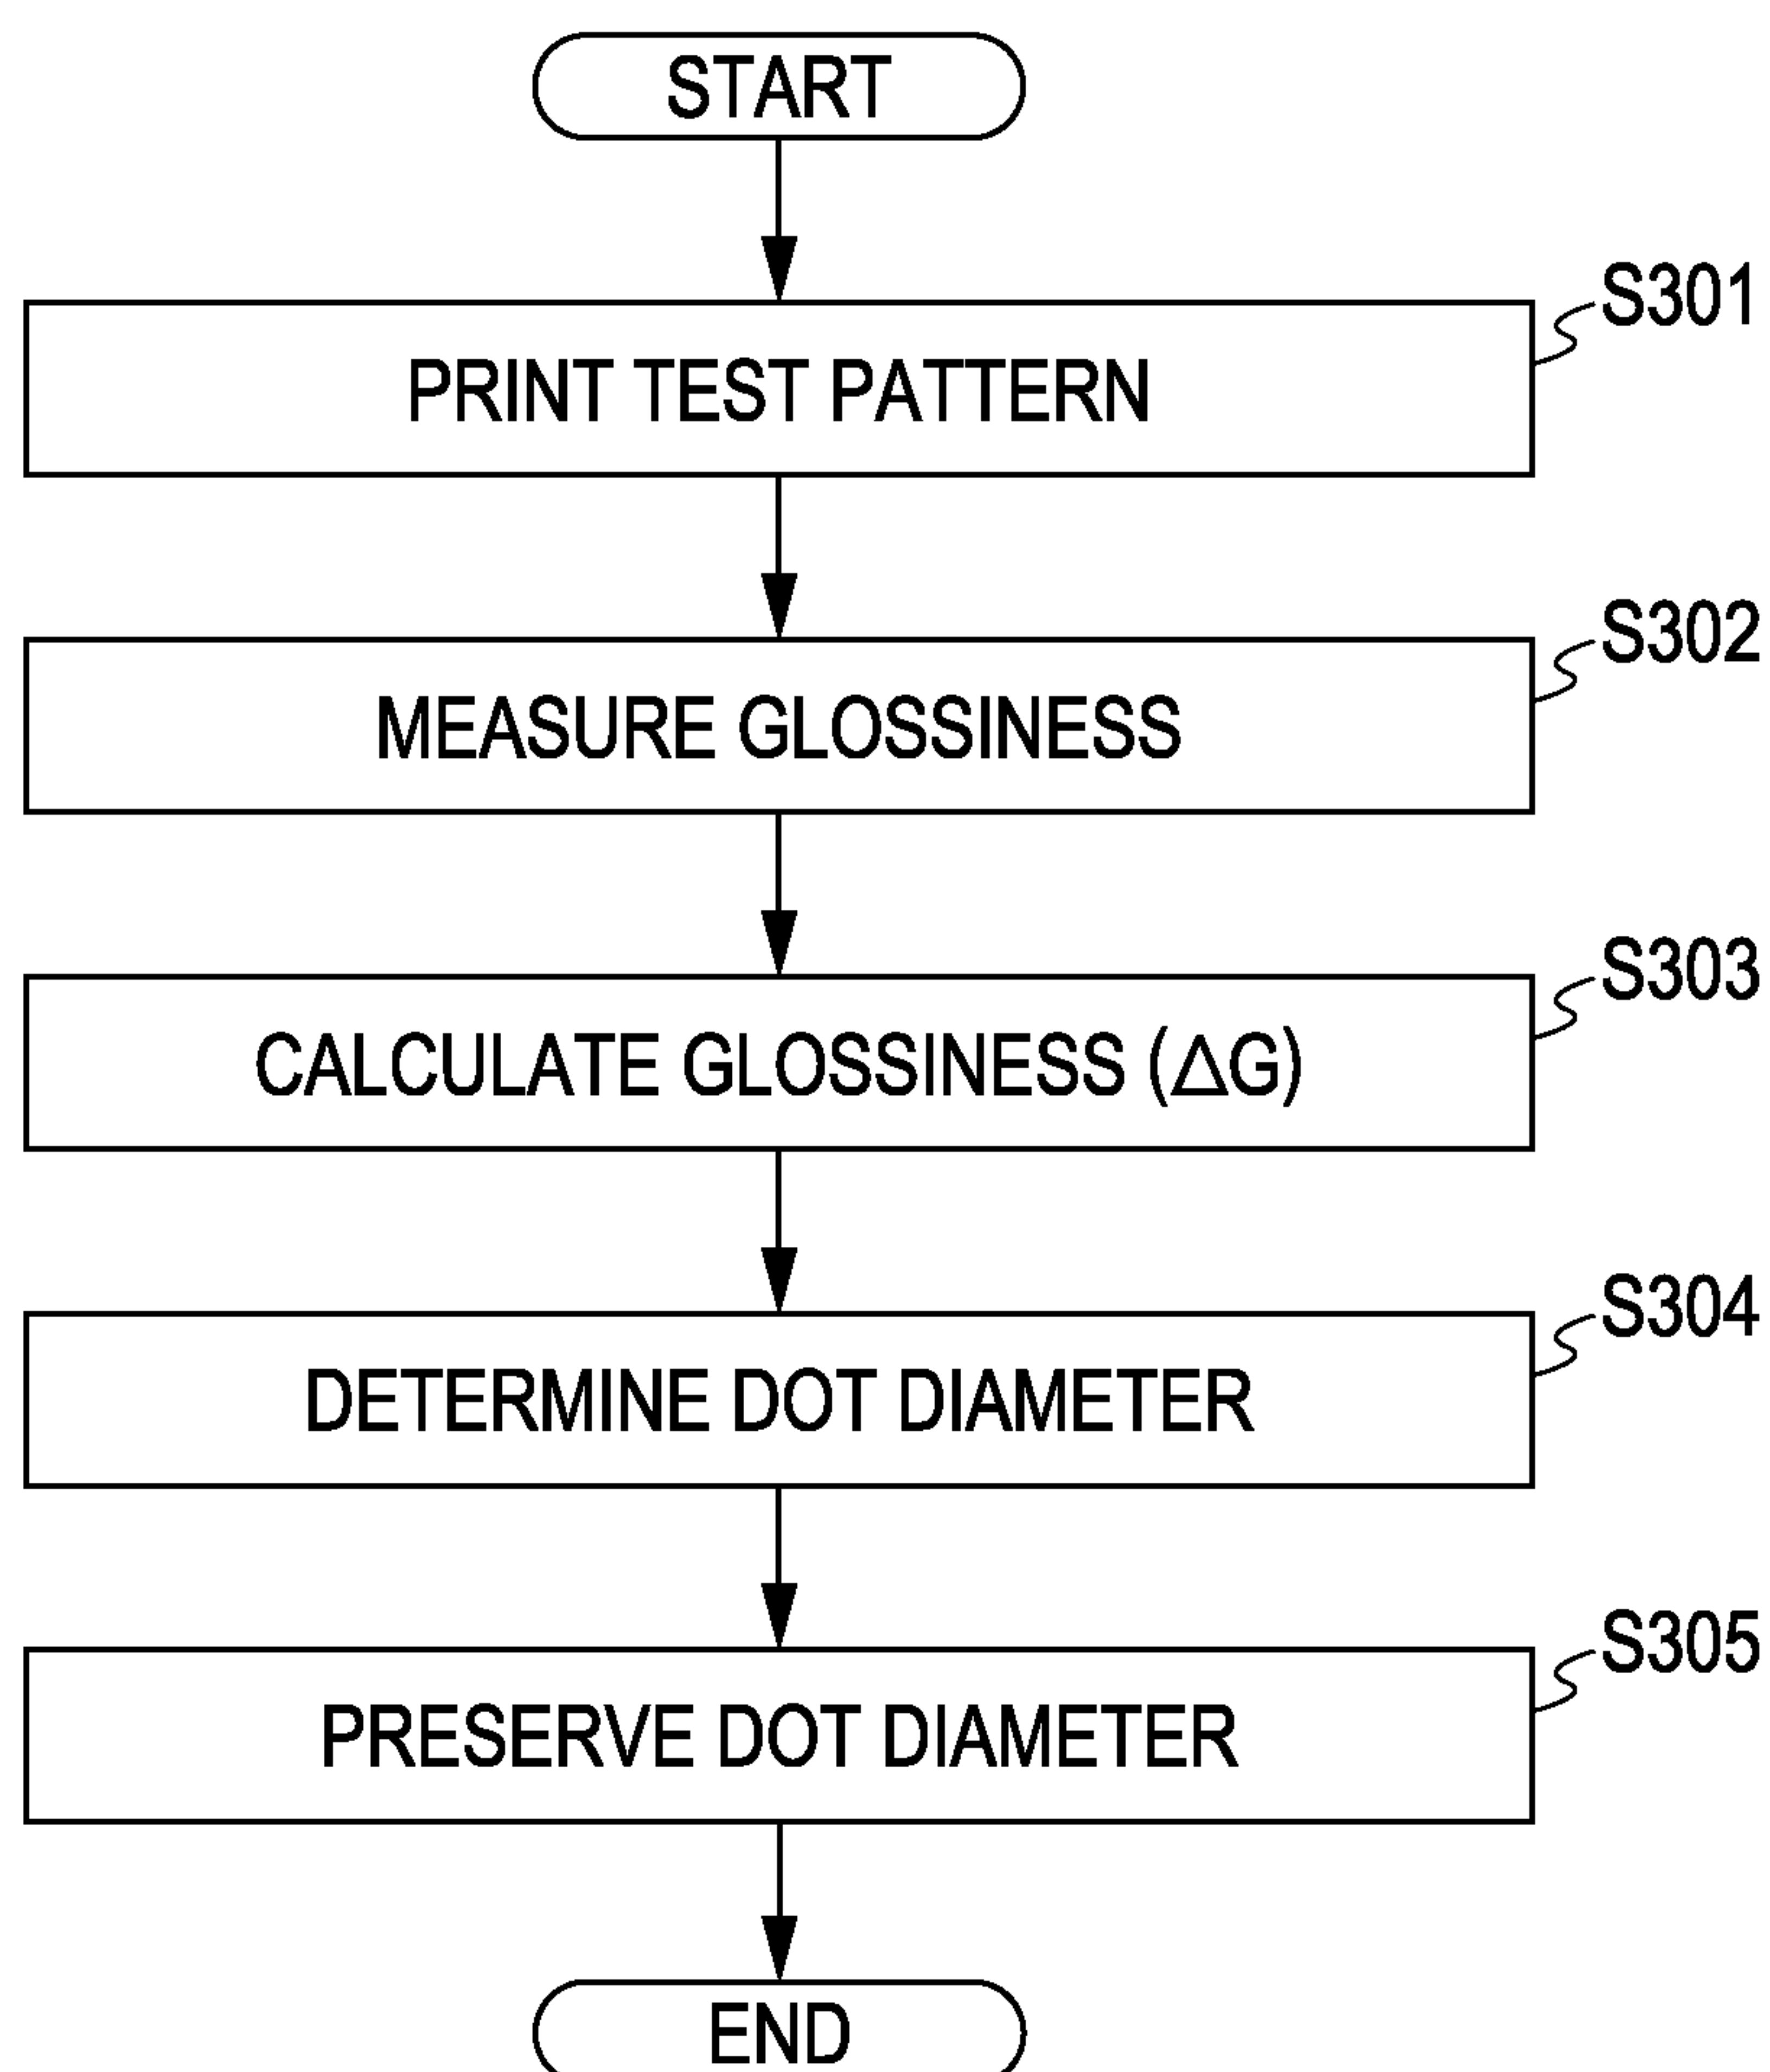 START
S301
PRINT TEST PATTERN
S302
MEASURE GLOSSINESS
S303
CALCULATE GLOSSINESS (ΔG)
S304
DETERMINE DOT DIAMETER
S305
PRESERVE DOT DIAMETER
END